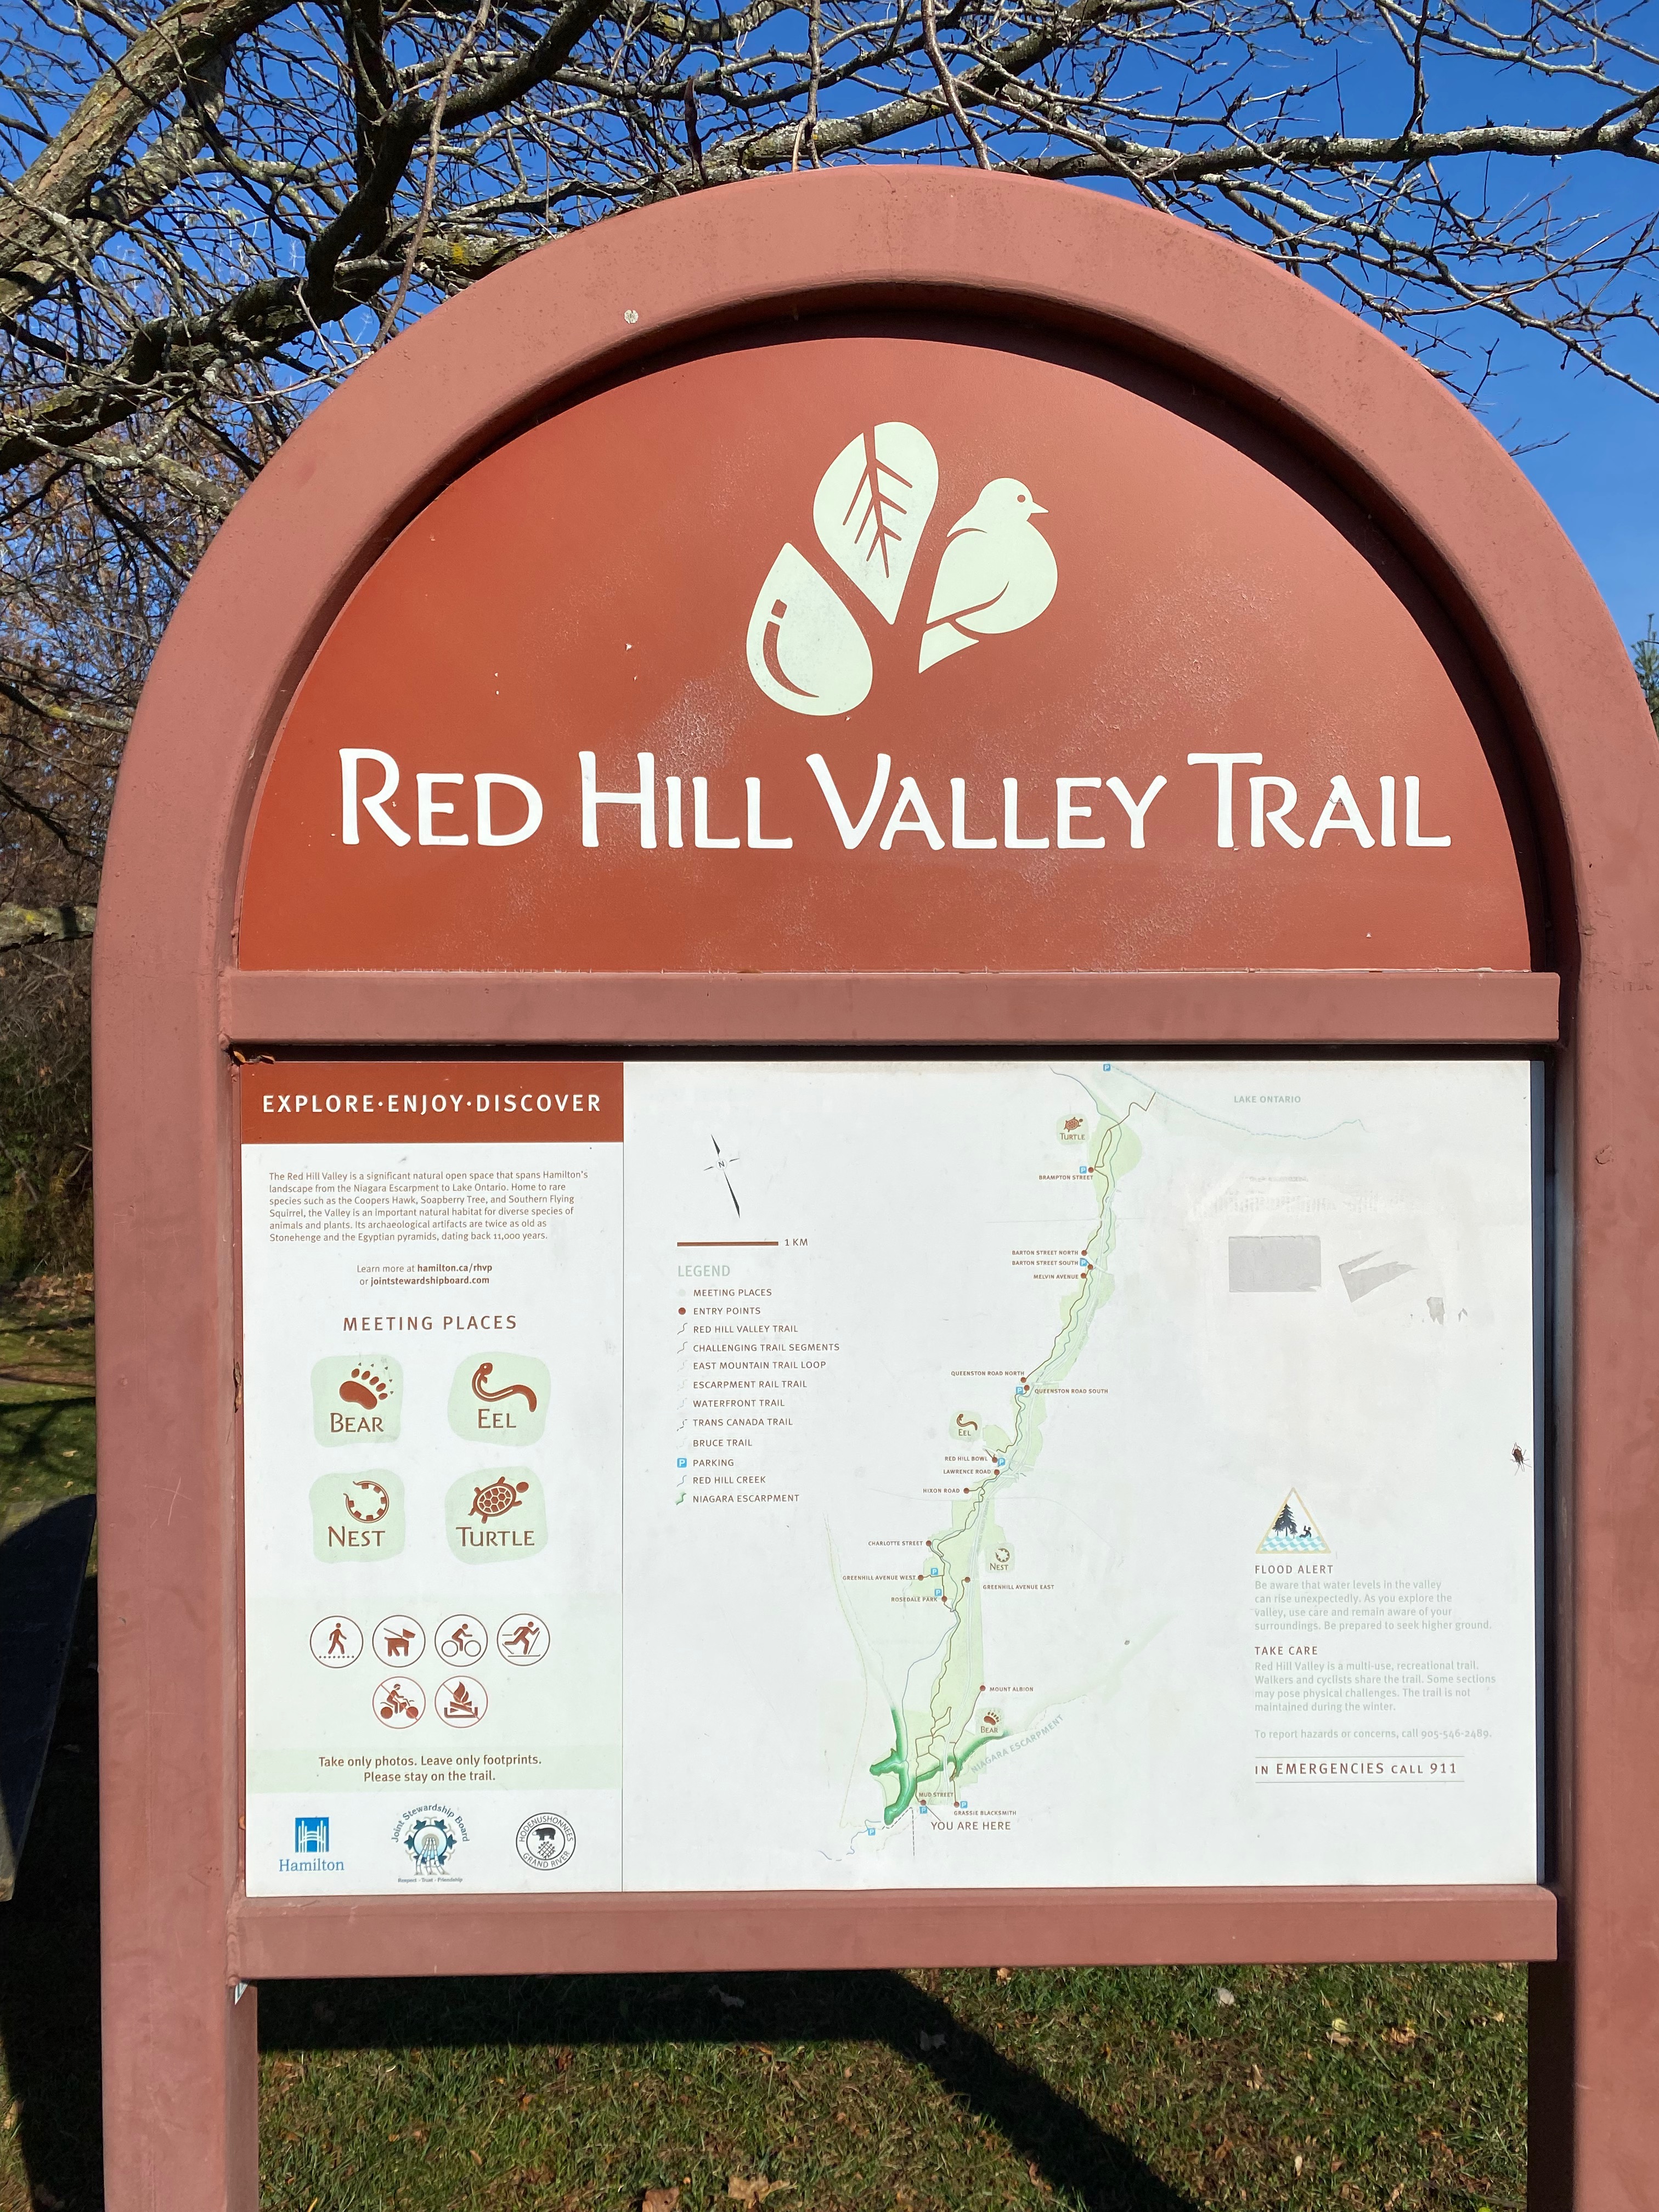 RED HILL VALLEY TRAIL
EXPLORE·ENJOY·DISCOVER
The Red Hill Valley is a significant natural open space that spans Hamilton's
landscape from the Niagara Escarpment to Lake Ontario. Home to rare
species such as the Coopers Hawk, Soapberry Tree, and Southern Flying
Squirrel, the Valley is an important natural habitat for diverse species of
animals and plants. Its archaeological artifacts are twice as old as
Stonehenge and the Egyptian pyramids, dating back 11,000 years.
Learn more at hamilton.ca/rhvp
or jointstewardshipboard.com
MEETING PLACES
BEAR
EEL
NEST
TURTLE
Take only photos. Leave only footprints.
Please stay on the trail.
Hamilton
Joint Stewardship Board
Respect - Trust - Friendship
HODENUSHONNEES
GRAND RIVER
N
1 KM
LEGEND
MEETING PLACES
ENTRY POINTS
RED HILL VALLEY TRAIL
CHALLENGING TRAIL SEGMENTS
EAST MOUNTAIN TRAIL LOOP
ESCARPMENT RAIL TRAIL
WATERFRONT TRAIL
TRANS CANADA TRAIL
BRUCE TRAIL
P PARKING
RED HILL CREEK
NIAGARA ESCARPMENT
P
LAKE ONTARIO
TURTLE
P
BRAMPTON STREET
BARTON STREET NORTH
BARTON STREET SOUTH P
MELVIN AVENUE
QUEENSTON ROAD NORTH
P QUEENSTON ROAD SOUTH
EEL
RED HILL BOWL P
LAWRENCE ROAD
HIXON ROAD
CHARLOTTE STREET
NEST
GREENHILL AVENUE WEST P
GREENHILL AVENUE EAST
P
ROSEDALE PARK
MOUNT ALBION
BEAR
NIAGARA ESCARPMENT
MUD STREET
P
P
GRASSIE BLACKSMITH
YOU ARE HERE
P
FLOOD ALERT
Be aware that water levels in the valley
can rise unexpectedly. As you explore the
valley, use care and remain aware of your
surroundings. Be prepared to seek higher ground.
TAKE CARE
Red Hill Valley is a multi-use, recreational trail.
Walkers and cyclists share the trail. Some sections
may pose physical challenges. The trail is not
maintained during the winter.
To report hazards or concerns, call 905-546-2489.
IN EMERGENCIES CALL 911